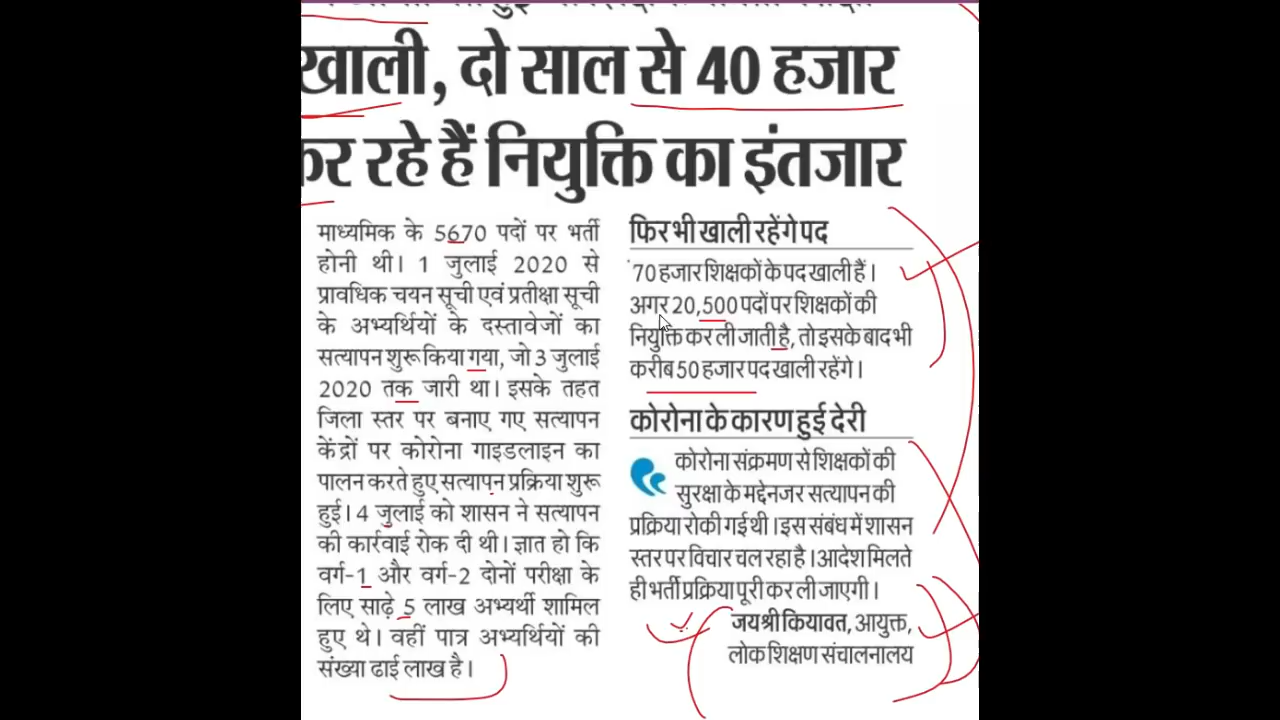 खाली, दो साल से 40 हजार
कर रहे हैं नियुक्ति का इंतजार
माध्यमिक के 5670 पदों पर भर्ती
होनी थी। 1 जुलाई 2020 से
प्रावधिक चयन सूची एवं प्रतीक्षा सूची
के अभ्यर्थियों के दस्तावेजों का
सत्यापन शुरू किया गया, जो 3 जुलाई
2020 तक जारी था। इसके तहत
जिला स्तर पर बनाए गए सत्यापन
केंद्रों पर कोरोना गाइडलाइन का
पालन करते हुए सत्यापन प्रक्रिया शुरू
हुई। 4 जुलाई को शासन ने सत्यापन
की कार्रवाई रोक दी थी। ज्ञात हो कि
वर्ग-1 और वर्ग-2 दोनों परीक्षा के
लिए साढ़े 5 लाख अभ्यर्थी शामिल
हुए थे। वहीं पात्र अभ्यर्थियों की
संख्या ढाई लाख है।
फिर भी खाली रहेंगे पद
70 हजार शिक्षकों के पद खाली हैं।
अगर 20,500 पदों पर शिक्षकों की
नियुक्ति कर ली जाती है, तो इसके बाद भी
करीब 50 हजार पद खाली रहेंगे।
कोरोना के कारण हुई देरी
कोरोना संक्रमण से शिक्षकों की
सुरक्षा के मद्देनजर सत्यापन की
प्रक्रिया रोकी गई थी। इस संबंध में शासन
स्तर पर विचार चल रहा है। आदेश मिलते
ही भर्ती प्रक्रिया पूरी कर ली जाएगी।
जयश्री कियावत, आयुक्त,
लोक शिक्षण संचालनालय